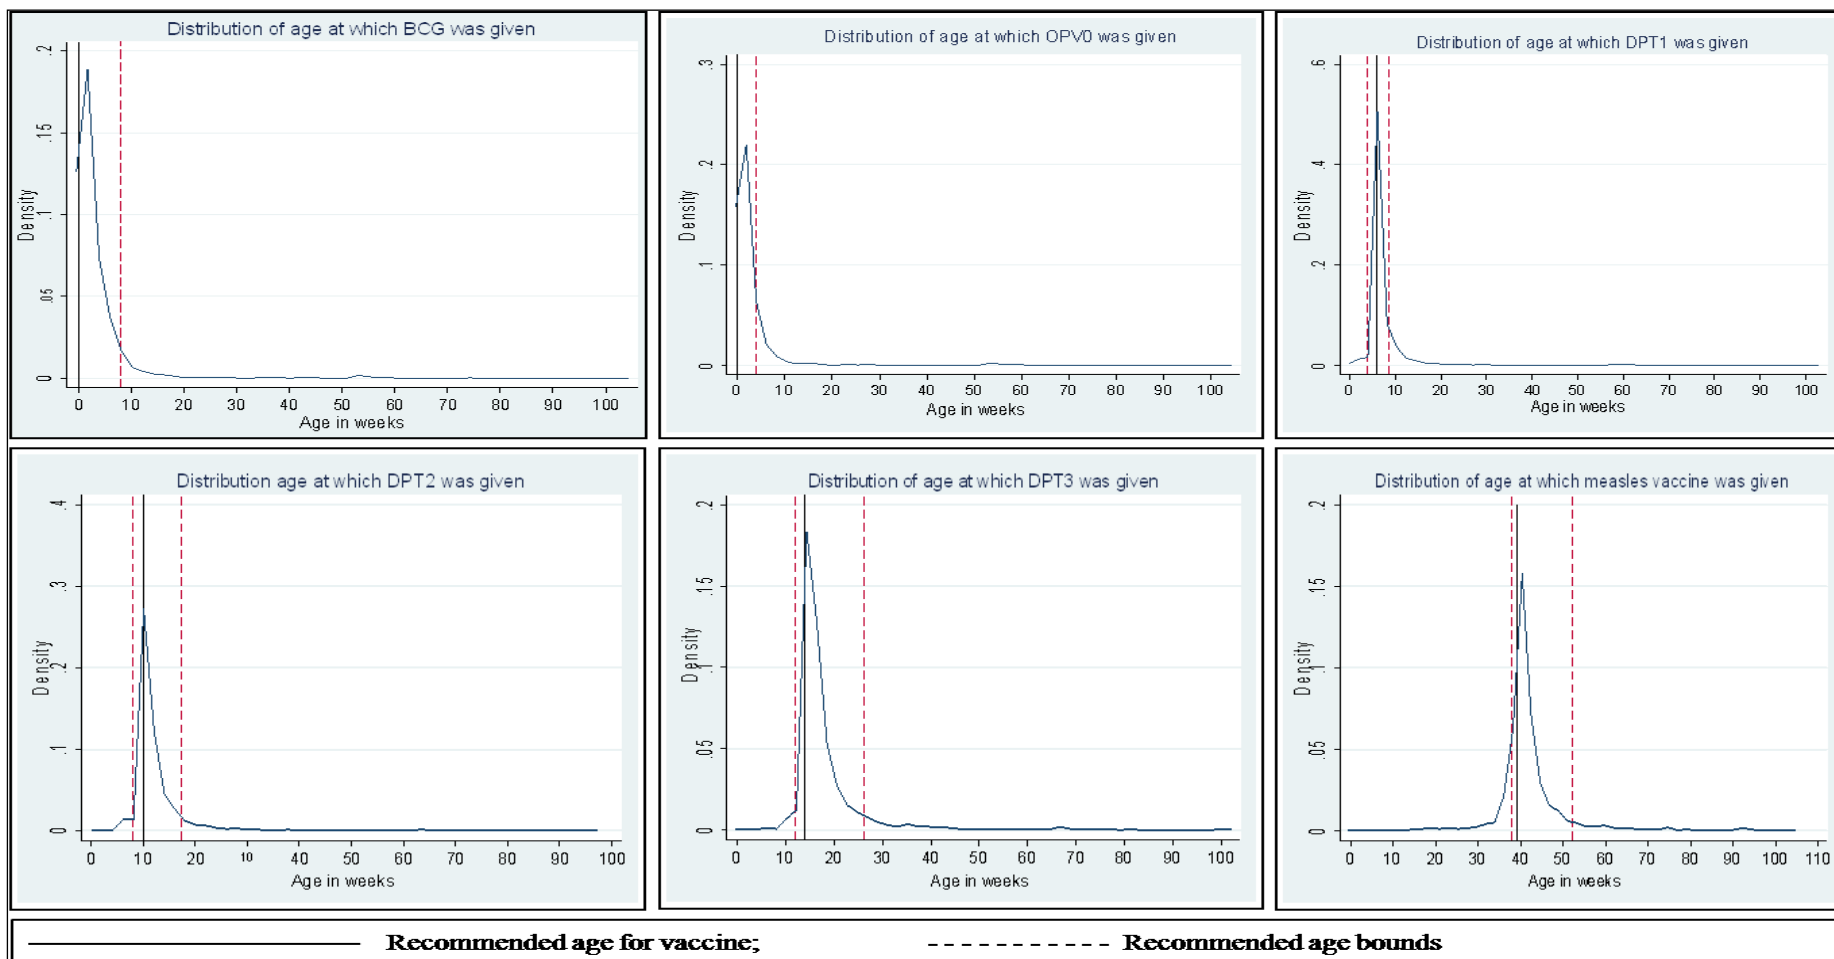 Distribution of age at which BCG was given
.2
.15
.1
.05
0
Density
0 10 20 30 40 50 60 70 80 90 100
Age in weeks
Distribution of age at which OPV0 was given
.3
.2
.1
0
Density
0 10 20 30 40 50 60 70 80 90 100
Age in weeks
Distribution of age at which DPT1 was given
.6
.4
.2
0
Density
0 10 20 30 40 50 60 70 80 90 100
Age in weeks
Distribution age at which DPT2 was given
.4
.3
.2
.1
0
Density
0 10 20 10 40 50 60 70 80 90 100
Age in weeks
Distribution of age at which DPT3 was given
.2
.15
.1
.05
0
Density
0 10 20 30 40 50 60 70 80 90 100
Age in weeks
Distribution of age at which measles vaccine was given
.2
.15
.1
.05
0
Density
0 10 20 30 40 50 60 70 80 90 100 110
Age in weeks
Recommended age for vaccine; Recommended age bounds